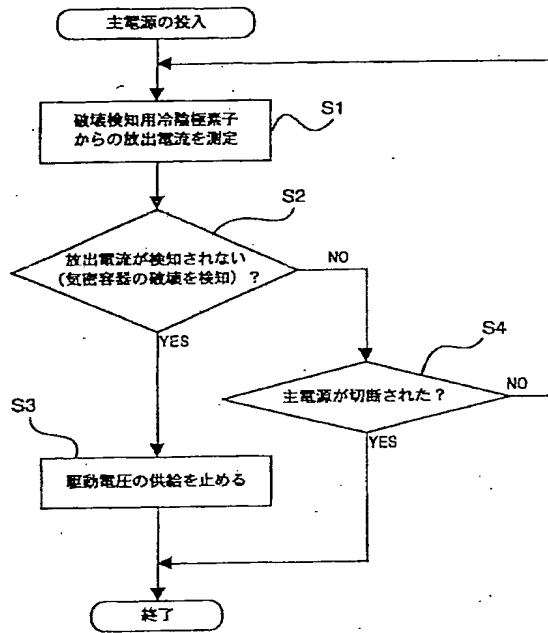 主電源の投入
破壊検知用冷陰極素子
からの放出電流を測定
S1
S2
放出電流が検知されない
(気密容器の破壊を検知)?
NO
YES
S4
主電源が切断された?
NO
YES
S3
駆動電圧の供給を止める
終了